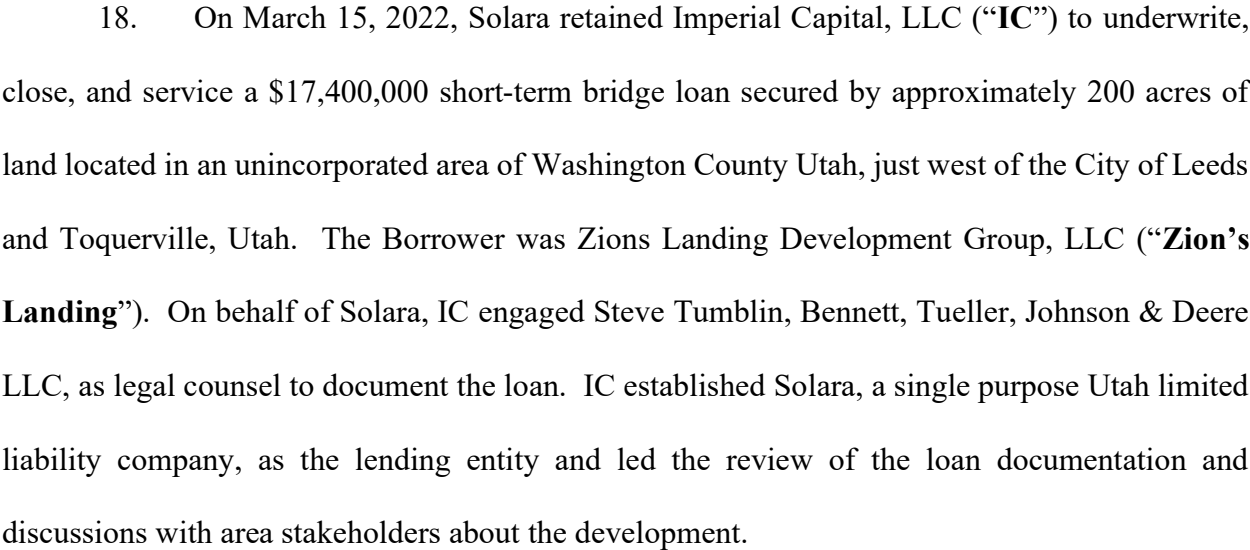 18. On March 15, 2022, Solara retained Imperial Capital, LLC (“IC”) to underwrite,
close, and service a $17,400,000 short-term bridge loan secured by approximately 200 acres of
land located in an unincorporated area of Washington County Utah, just west of the City of Leeds
and Toquerville, Utah. The Borrower was Zions Landing Development Group, LLC (“Zion’s
Landing”). On behalf of Solara, IC engaged Steve Tumblin, Bennett, Tueller, Johnson & Deere
LLC, as legal counsel to document the loan. IC established Solara, a single purpose Utah limited
liability company, as the lending entity and led the review of the loan documentation and
discussions with area stakeholders about the development.